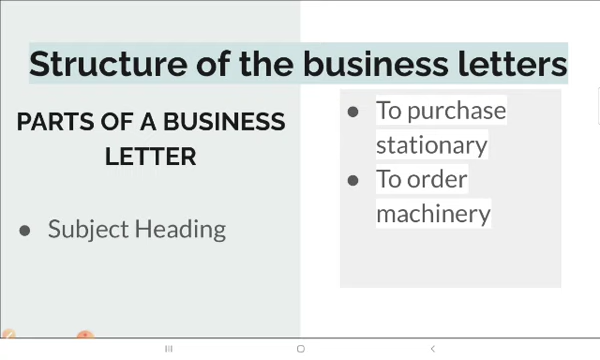 Structure of the business letters
PARTS OF A BUSINESS
LETTER
● Subject Heading
● To purchase
stationary
● To order
machinery